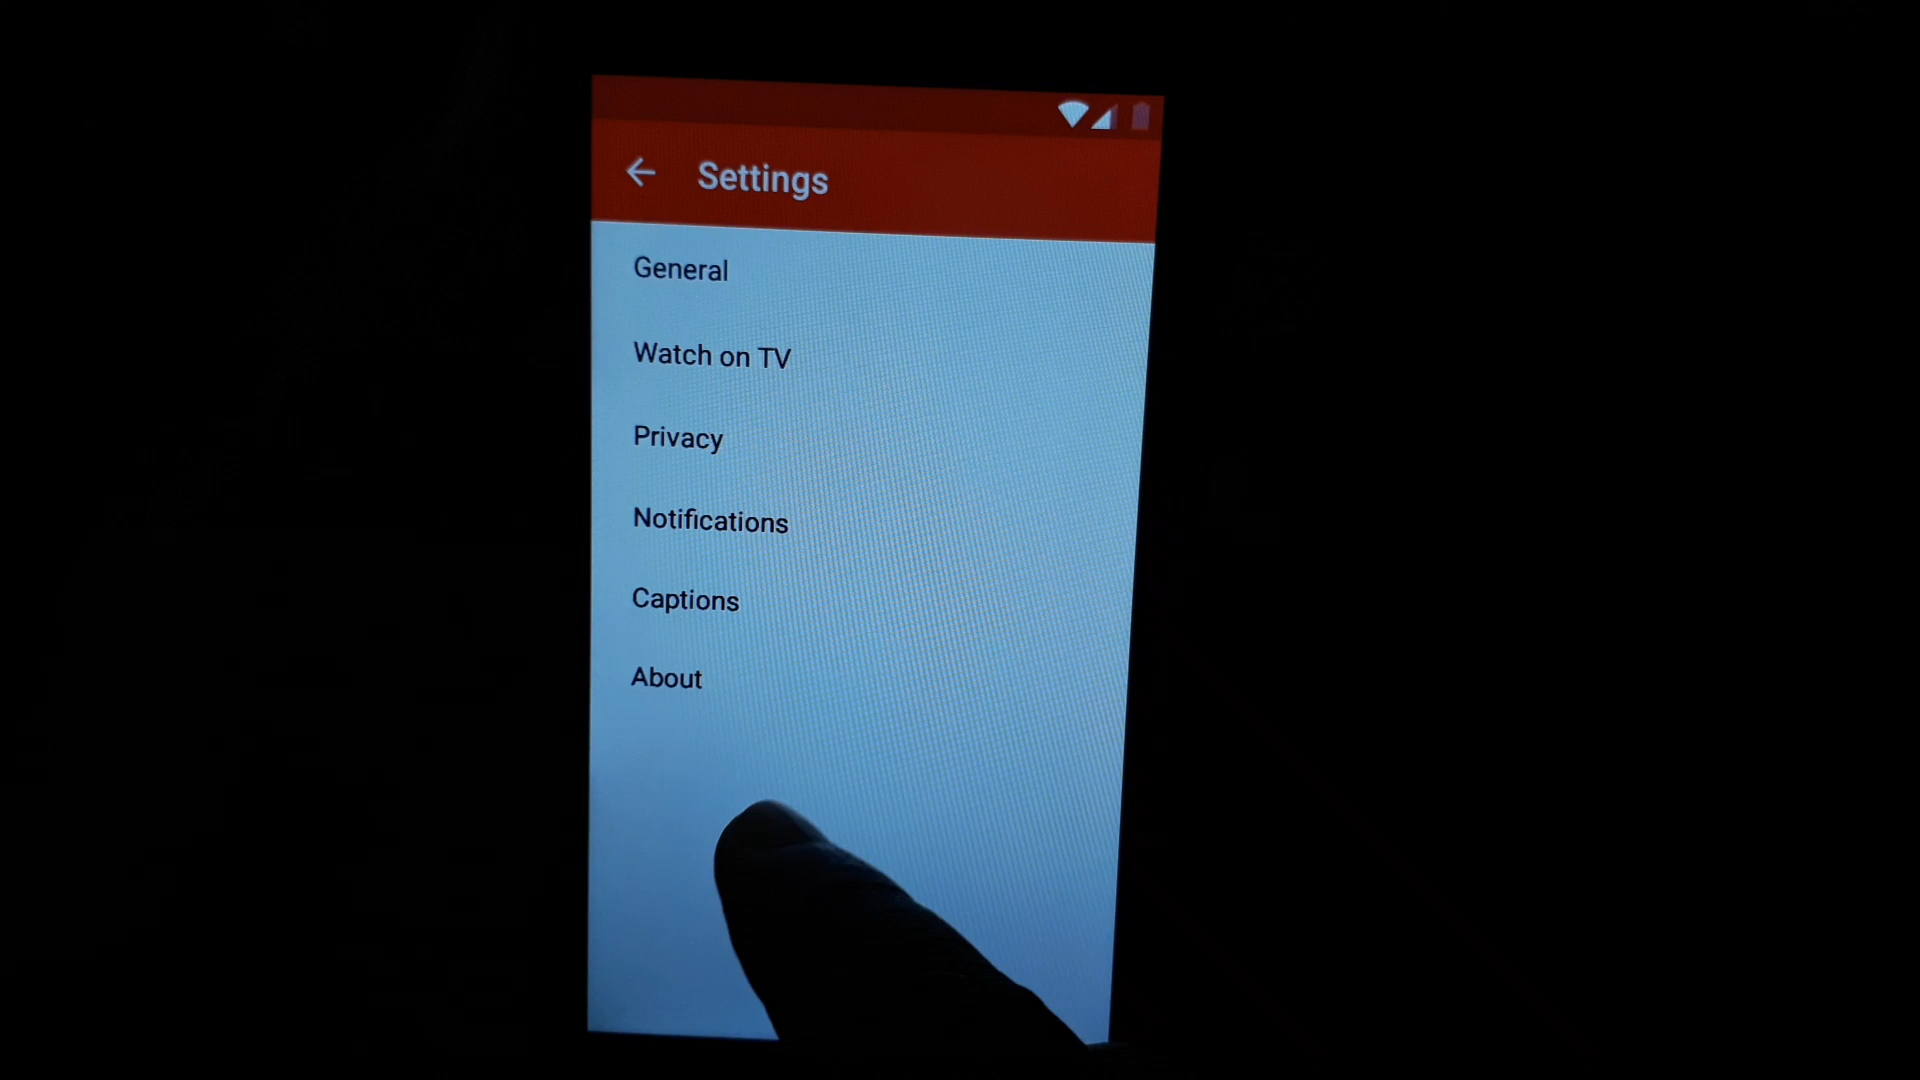 Settings
General
Watch on TV
Privacy
Notifications
Captions
About